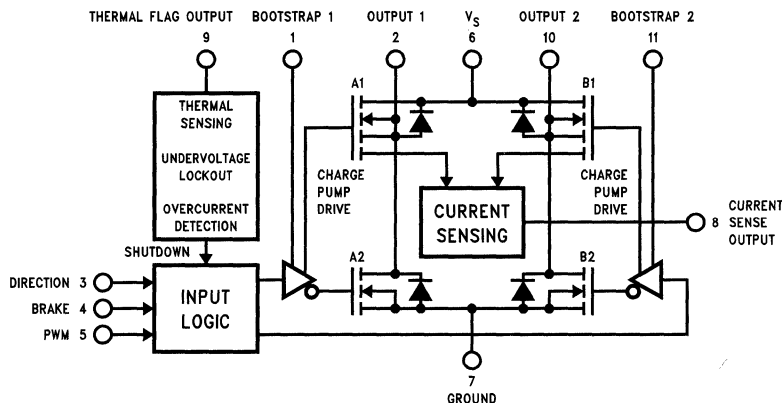 THERMAL FLAG OUTPUT
9
BOOTSTRAP 1
1
OUTPUT 1
2
VS
6
OUTPUT 2
10
BOOTSTRAP 2
11
THERMAL
SENSING
UNDERVOLTAGE
LOCKOUT
OVERCURRENT
DETECTION
SHUTDOWN
A1
B1
CHARGE
PUMP
DRIVE
CURRENT
SENSING
CHARGE
PUMP
DRIVE
8 CURRENT
SENSE
OUTPUT
DIRECTION 3
BRAKE 4
PWM 5
INPUT
LOGIC
A2
B2
7
GROUND